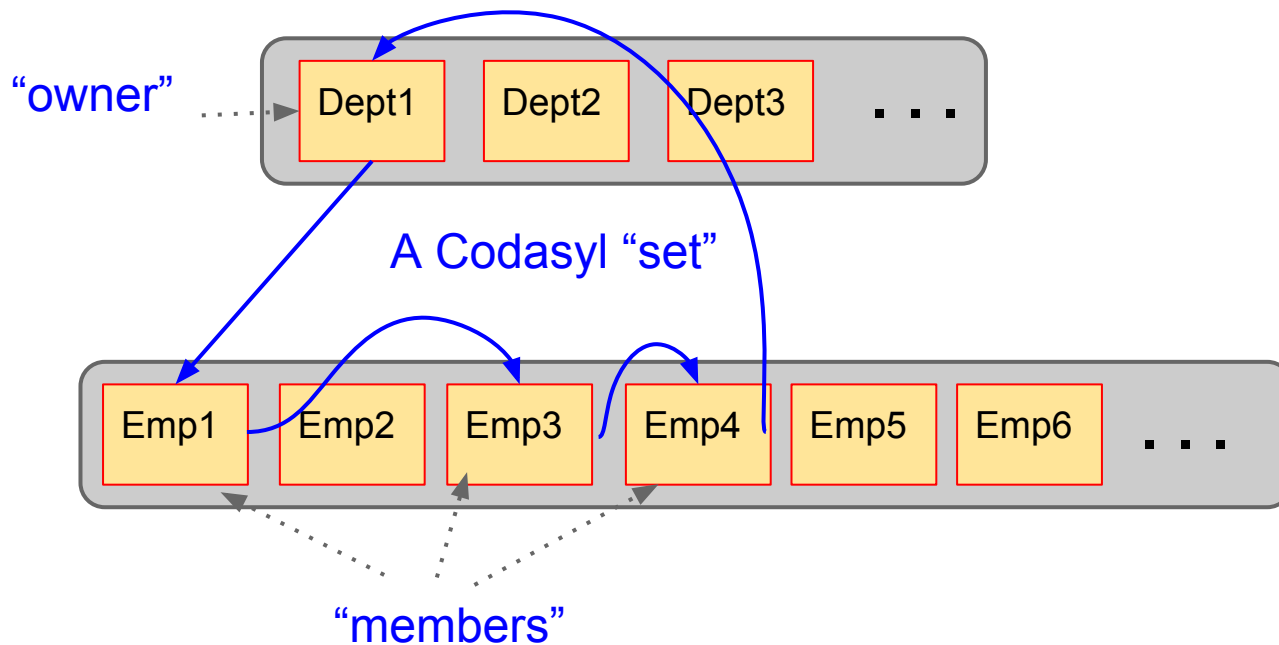 “owner”
Dept1 Dept2 Dept3 . . .
A Codasyl “set”
Emp1 Emp2 Emp3 Emp4 Emp5 Emp6 . . .
“members”